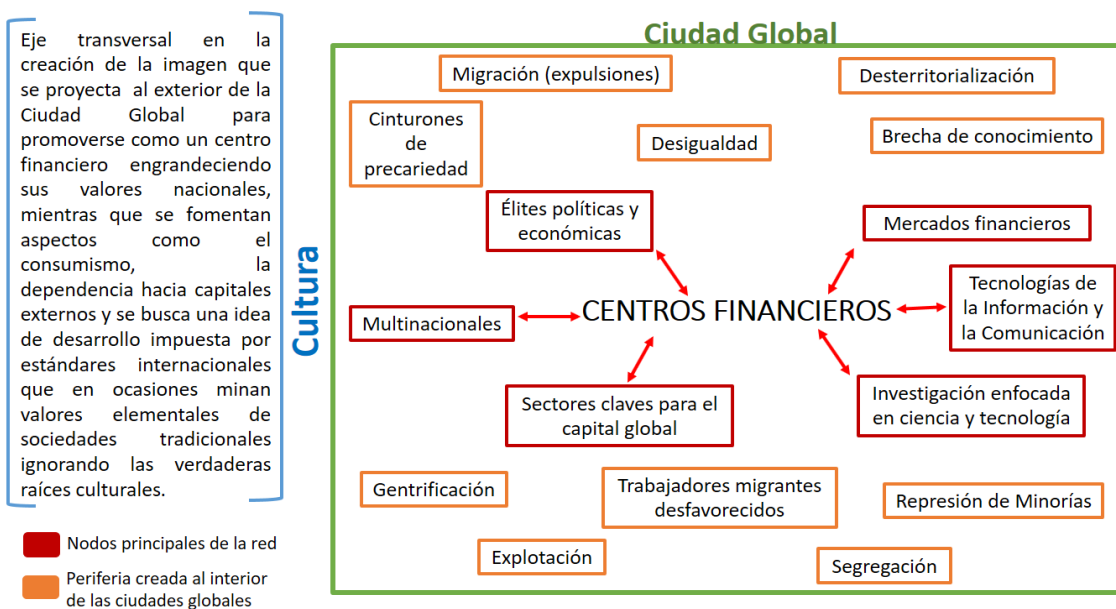 Eje transversal en la
creación de la imagen que
se proyecta al exterior de la
Ciudad Global para
promoverse como un centro
financiero engrandeciendo
sus valores nacionales,
mientras que se fomentan
aspectos como el
consumismo, la
dependencia hacia capitales
externos y se busca una idea
de desarrollo impuesta por
estándares internacionales
que en ocasiones minan
valores elementales de
sociedades tradicionales
ignorando las verdaderas
raíces culturales.
Nodos principales de la red
Periferia creada al interior
de las ciudades globales
Cultura
Ciudad Global
Migración (expulsiones)
Desterritorialización
Cinturones
de
precariedad
Desigualdad
Brecha de conocimiento
Élites políticas y
económicas
Mercados financieros
Multinacionales
CENTROS FINANCIEROS
Tecnologías de
la Información y
la Comunicación
Sectores claves para el
capital global
Investigación enfocada
en ciencia y tecnología
Gentrificación
Trabajadores migrantes
desfavorecidos
Represión de Minorías
Explotación
Segregación